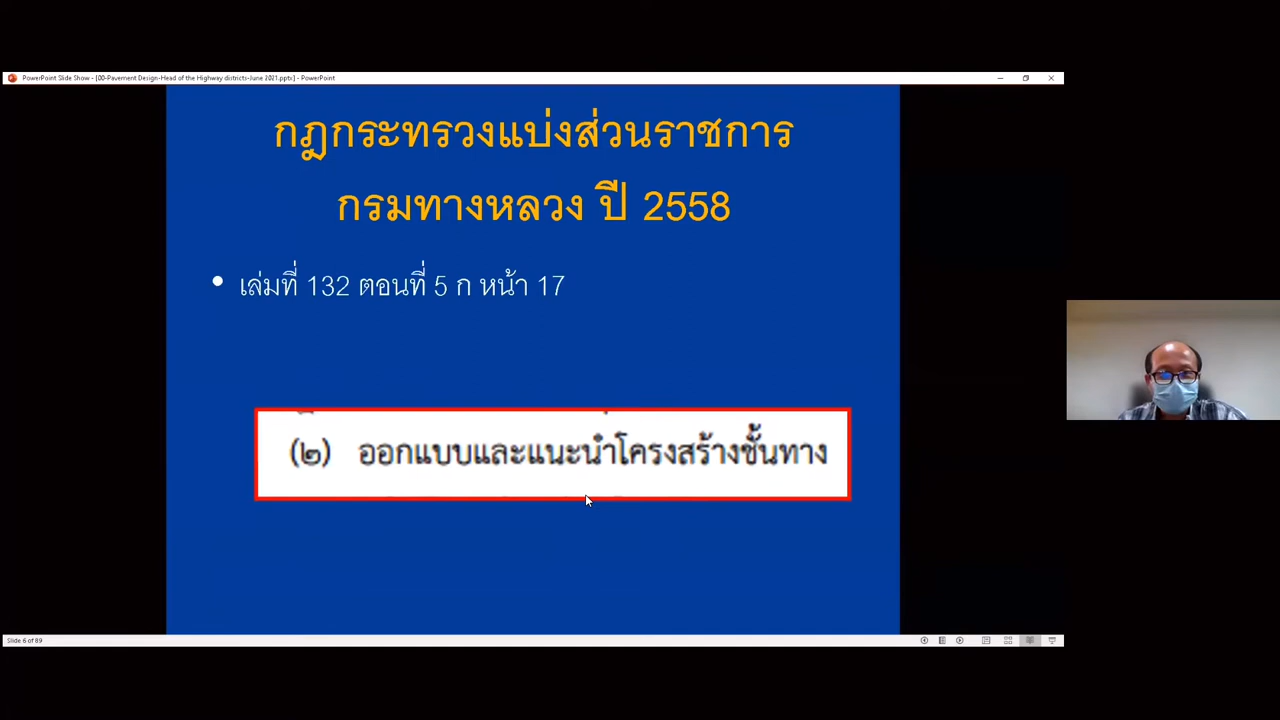 PowerPoint Slide Show - [00-Pavement Design-Head of the Highway districts-June 2021.pptx] - PowerPoint
กฎกระทรวงแบ่งส่วนราชการ
กรมทางหลวง ปี 2558
• เล่มที่ 132 ตอนที่ 5 ก หน้า 17
(๒) ออกแบบและแนะนำโครงสร้างชั้นทาง
Slide 6 of 89